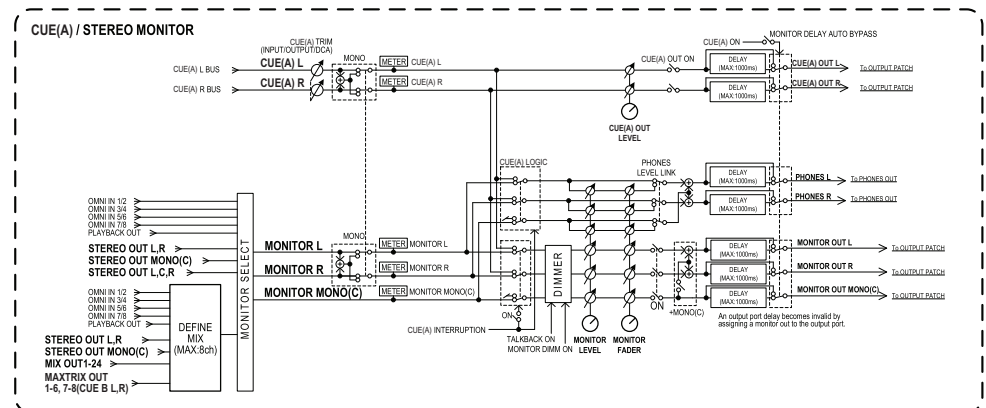 CUE(A) / STEREO MONITOR
CUE(A) TRIM
(INPUT/OUTPUT/DCA)
MONO
CUE(A) L BUS
CUE(A) L
METER CUE(A) L
CUE(A) R BUS
CUE(A) R
METER CUE(A) R
CUE(A) OUT ON
CUE(A) ON
MONITOR DELAY AUTO BYPASS
DELAY
(MAX:1000ms)
CUE(A) OUT L
To OUTPUT PATCH
DELAY
(MAX:1000ms)
CUE(A) OUT R
To OUTPUT PATCH
CUE(A) OUT
LEVEL
CUE(A) LOGIC
PHONES
LEVEL LINK
DELAY
(MAX:1000ms)
PHONES L
To PHONES OUT
DELAY
(MAX:1000ms)
PHONES R
To PHONES OUT
OMNI IN 1/2
OMNI IN 3/4
OMNI IN 5/6
OMNI IN 7/8
PLAYBACK OUT
STEREO OUT L,R
STEREO OUT MONO(C)
STEREO OUT L,C,R
OMNI IN 1/2
OMNI IN 3/4
OMNI IN 5/6
OMNI IN 7/8
PLAYBACK OUT
STEREO OUT L,R
STEREO OUT MONO(C)
MIX OUT1-24
MAXTRIX OUT
1-6, 7-8(CUE B L,R)
DEFINE
MIX
(MAX:8ch)
MONITOR SELECT
MONO
MONITOR L
METER MONITOR L
MONITOR R
METER MONITOR R
MONITOR MONO(C)
METER MONITOR MONO(C)
ON
CUE(A) INTERRUPTION
DIMMER
TALKBACK ON
MONITOR DIMM ON
MONITOR
LEVEL
MONITOR
FADER
ON
+MONO(C)
DELAY
(MAX:1000ms)
MONITOR OUT L
To OUTPUT PATCH
DELAY
(MAX:1000ms)
MONITOR OUT R
To OUTPUT PATCH
DELAY
(MAX:1000ms)
MONITOR OUT MONO(C)
To OUTPUT PATCH
An output port delay becomes invalid by
assigning a monitor out to the output port.